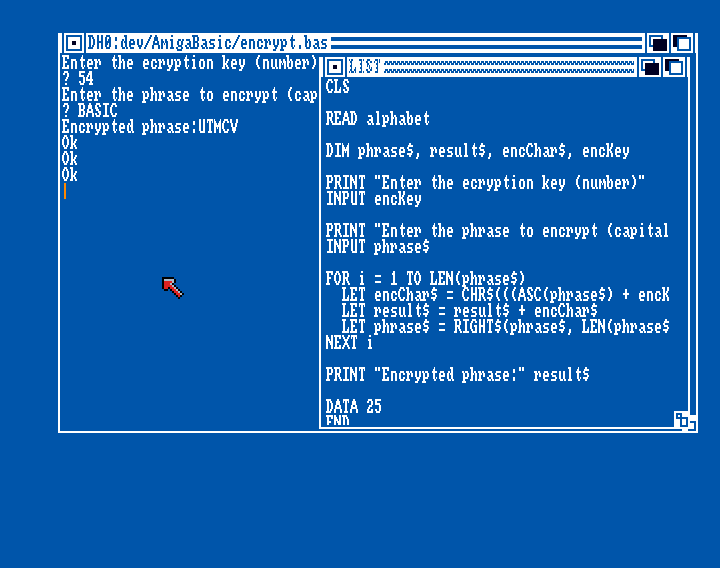 DH0:dev/AmigaBasic/encrypt.bas
Enter the ecryption key (number)
? 54
Enter the phrase to encrypt (cap
? BASIC
Encrypted phrase:UTMCV
Ok
Ok
Ok
LIST
CLS
READ alphabet
DIM phrase$, result$, encChar$, encKey
PRINT "Enter the ecryption key (number)"
INPUT encKey
PRINT "Enter the phrase to encrypt (capital
INPUT phrase$
FOR i = 1 TO LEN(phrase$)
LET encChar$ = CHR$(((ASC(phrase$) + encK
LET result$ = result$ + encChar$
LET phrase$ = RIGHT$(phrase$, LEN(phrase$
NEXT i
PRINT "Encrypted phrase:" result$
DATA 25
END